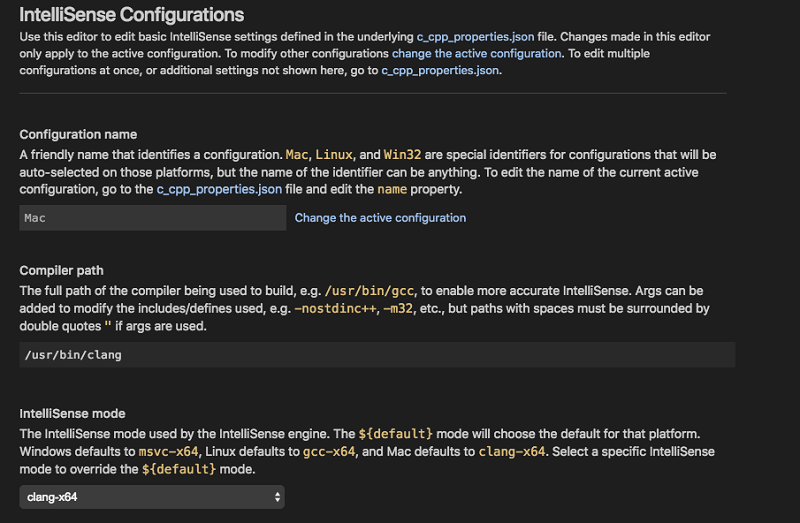 IntelliSense Configurations
Use this editor to edit basic IntelliSense settings defined in the underlying c_cpp_properties.json file. Changes made in this editor
only apply to the active configuration. To modify other configurations change the active configuration. To edit multiple
configurations at once, or additional settings not shown here, go to c_cpp_properties.json.
Configuration name
A friendly name that identifies a configuration. Mac, Linux, and Win32 are special identifiers for configurations that will be
auto-selected on those platforms, but the name of the identifier can be anything. To edit the name of the current active
configuration, go to the c_cpp_properties.json file and edit the name property.
Mac Change the active configuration
Compiler path
The full path of the compiler being used to build, e.g. /usr/bin/gcc, to enable more accurate IntelliSense. Args can be
added to modify the includes/defines used, e.g. -nostdinc++, -m32, etc., but paths with spaces must be surrounded by
double quotes " if args are used.
/usr/bin/clang
IntelliSense mode
The IntelliSense mode used by the IntelliSense engine. The ${default} mode will choose the default for that platform.
Windows defaults to msvc-x64, Linux defaults to gcc-x64, and Mac defaults to clang-x64. Select a specific IntelliSense
mode to override the ${default} mode.
clang-x64